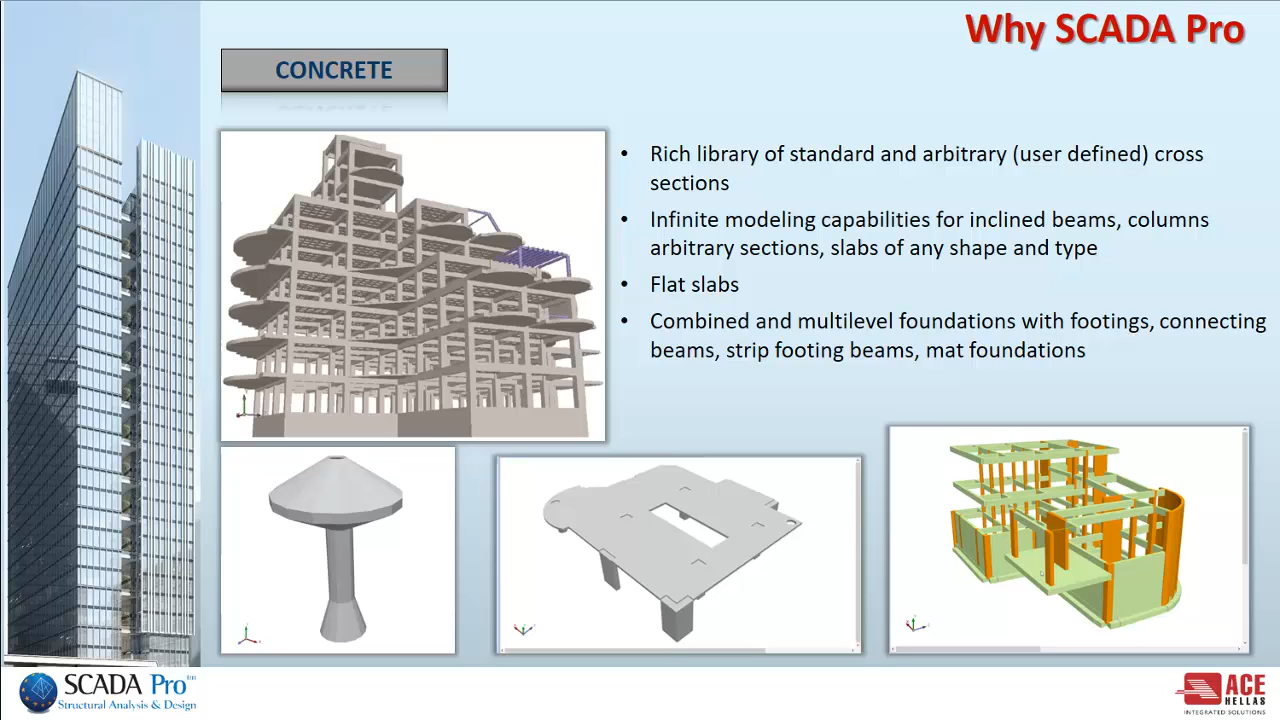 Why SCADA Pro
CONCRETE
• Rich library of standard and arbitrary (user defined) cross
sections
• Infinite modeling capabilities for inclined beams, columns
arbitrary sections, slabs of any shape and type
• Flat slabs
• Combined and multilevel foundations with footings, connecting
beams, strip footing beams, mat foundations
SCADA Pro™
Structural Analysis & Design
ACE
HELLAS
INTEGRATED SOLUTIONS